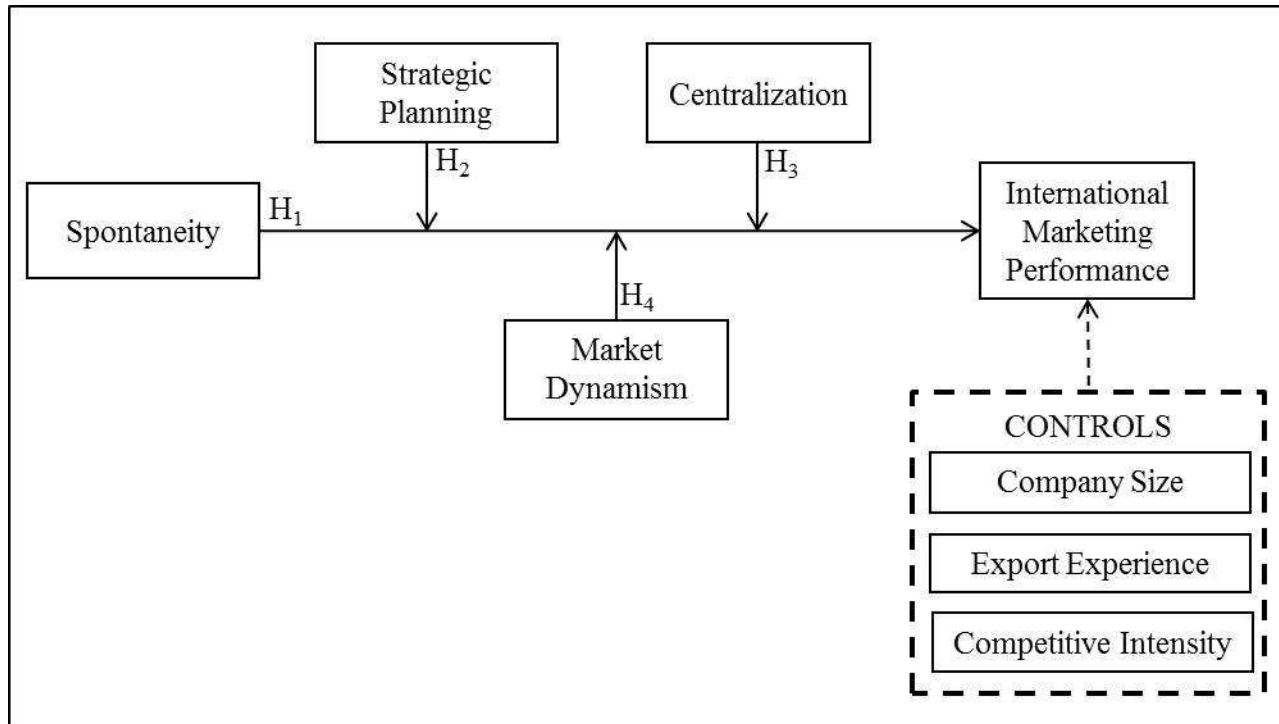 Strategic
Planning
Centralization
H₂
H₃
International
Marketing
Performance
H₁
Spontaneity
H₄
Market
Dynamism
CONTROLS
Company Size
Export Experience
Competitive Intensity